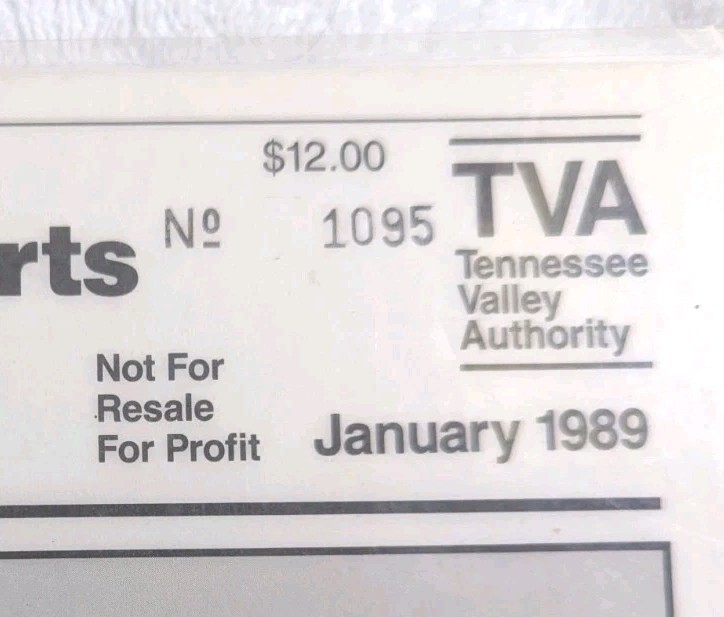 $12.00
TVA
Nº 1095
rts
Tennessee
Valley
Authority
Not For
Resale
For Profit
January 1989